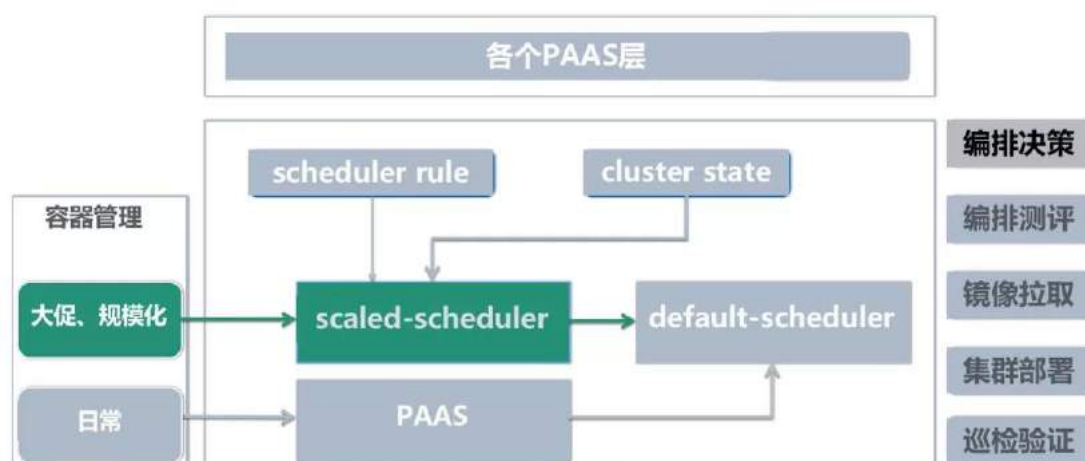 各个PAAS层
scheduler rule
cluster state
容器管理
大促、规模化
scaled-scheduler
default-scheduler
日常
PAAS
编排决策
编排测评
镜像拉取
集群部署
巡检验证